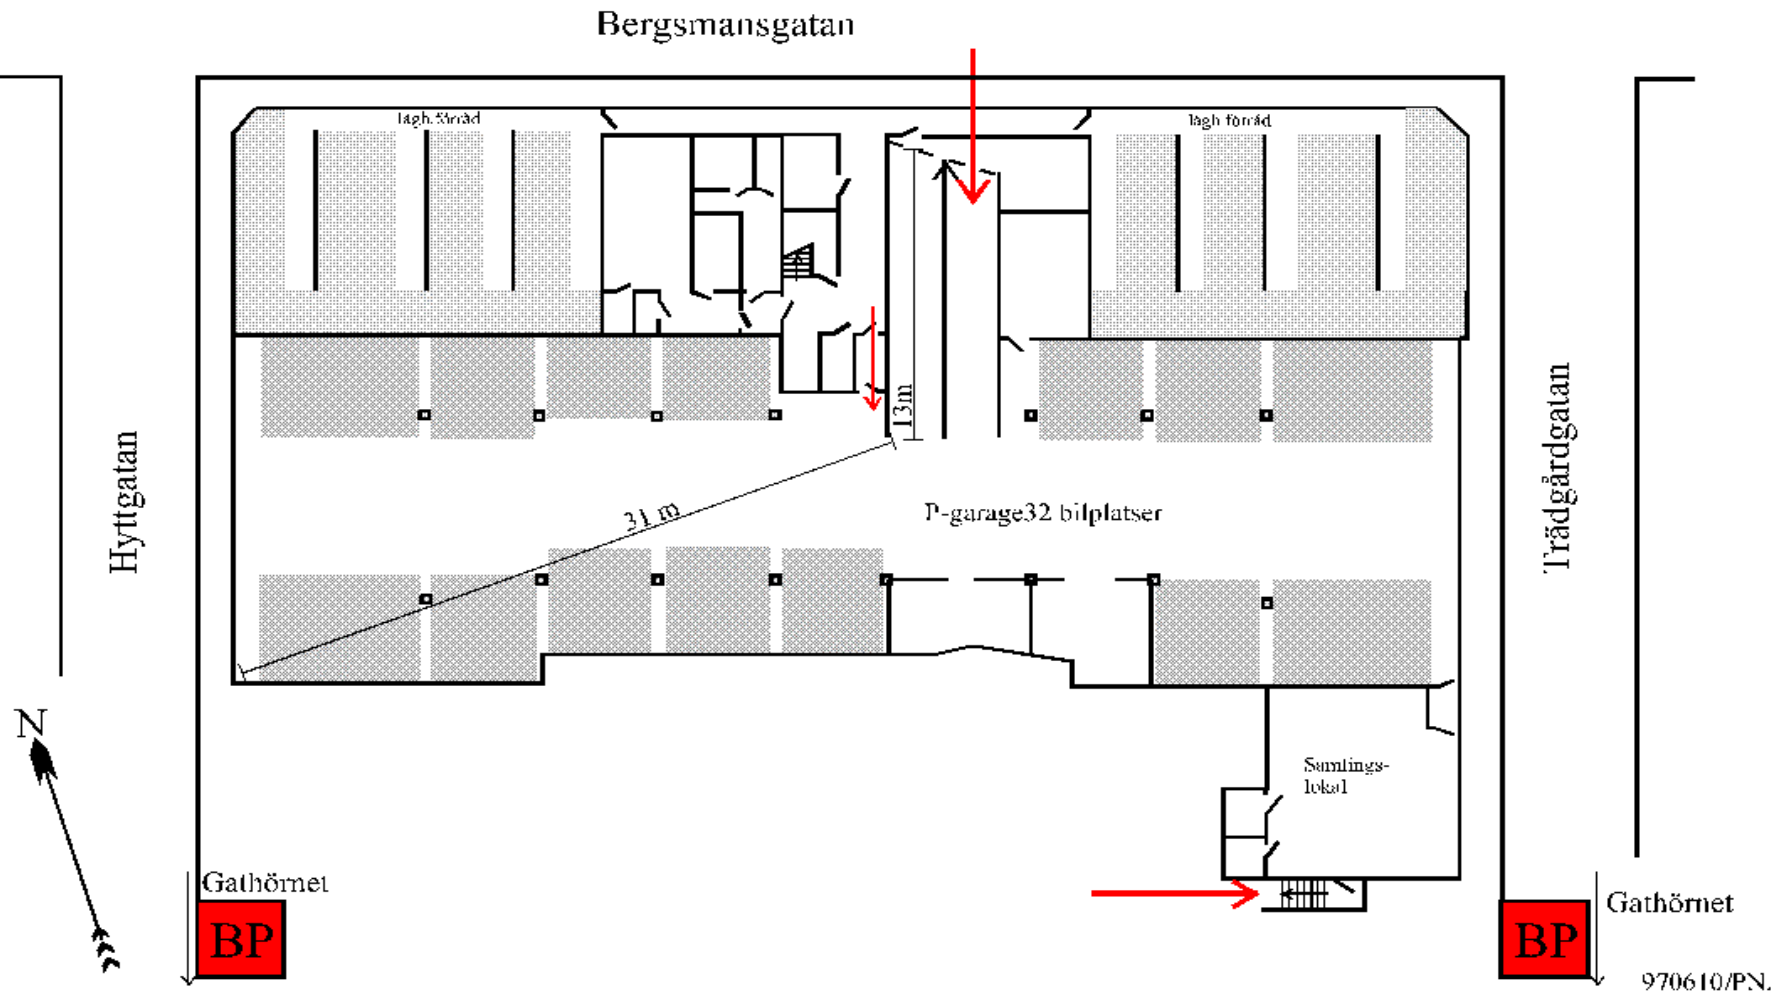 Bergsmansgatan
lägh.förråd
lägh förråd
13m
31 m
P-garage32 bilplatser
Hyttgatan
Trädgårdgatan
N
Samlings-
lokal
Gathörnet
BP
Gathörnet
BP
970610/PN.